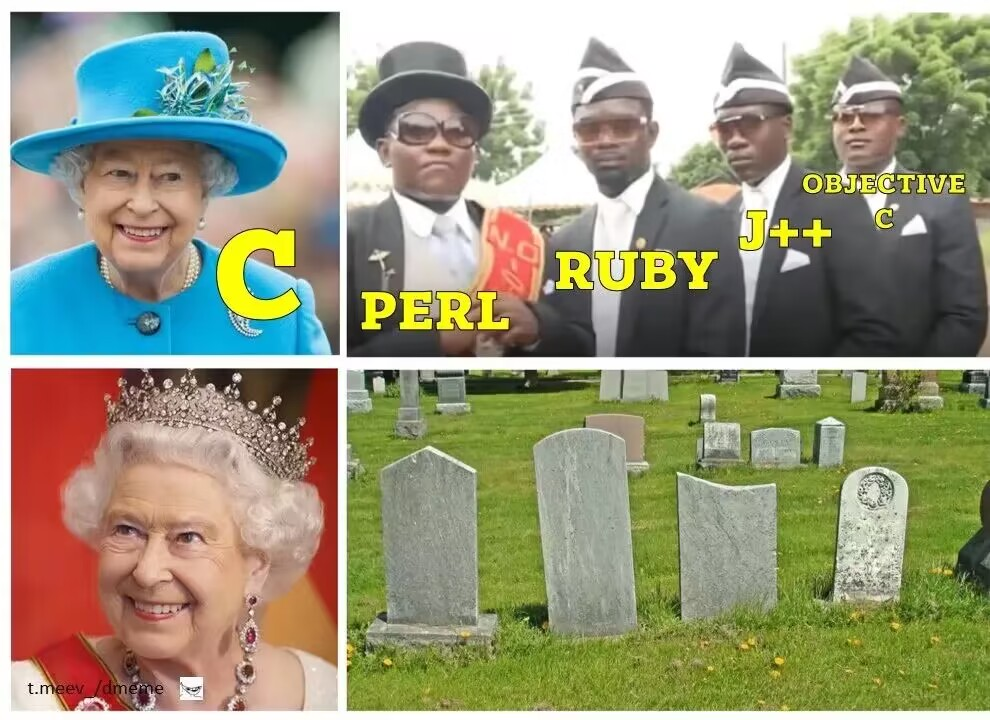 C
PERL
RUBY
J++
OBJECTIVE
C
t.meev_/dmeme